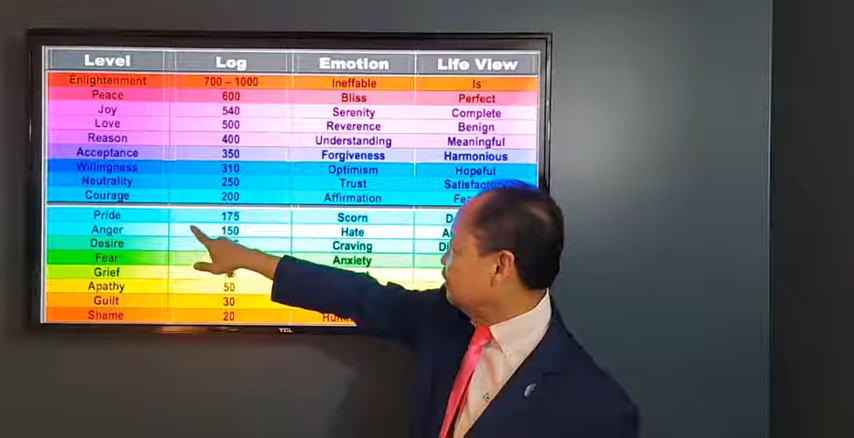 Level Log Emotion Life View
Enlightenment 700 – 1000 Ineffable Is
Peace 600 Bliss Perfect
Joy 540 Serenity Complete
Love 500 Reverence Benign
Reason 400 Understanding Meaningful
Acceptance 350 Forgiveness Harmonious
Willingness 310 Optimism Hopeful
Neutrality 250 Trust
Courage 200 Affirmation
Pride 175 Scorn
Anger 150 Hate
Desire Craving
Fear Anxiety
Grief
Apathy 50
Guilt 30
Shame 20
TCL